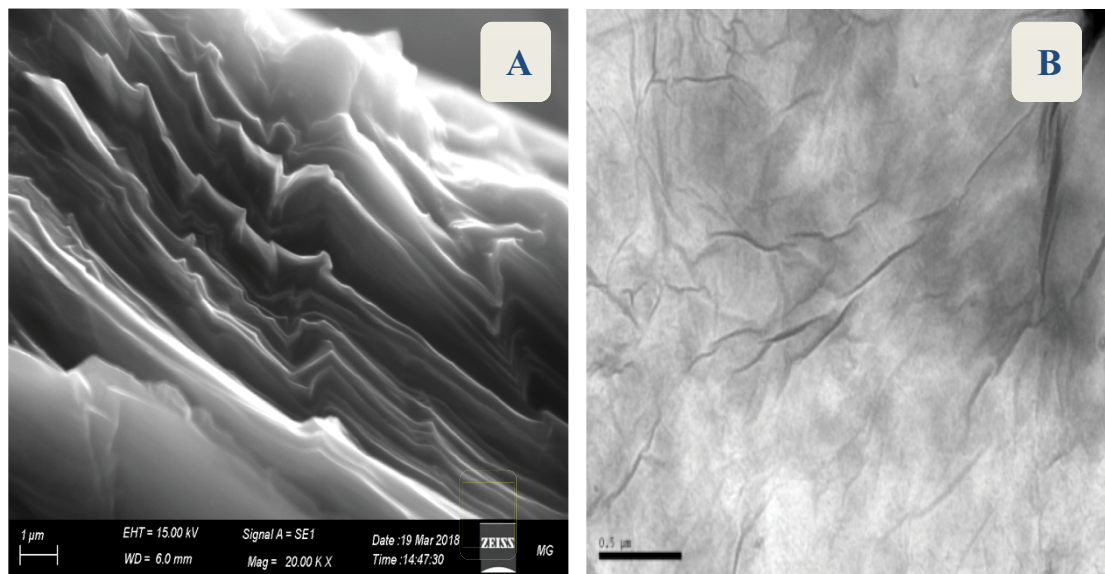 A
B
1 µm
EHT = 15.00 kV
Signal A = SE1
Date :19 Mar 2018
ZEISS
MG
WD = 6.0 mm
Mag = 20.00 K X
Time :14:47:30
0.5 µm